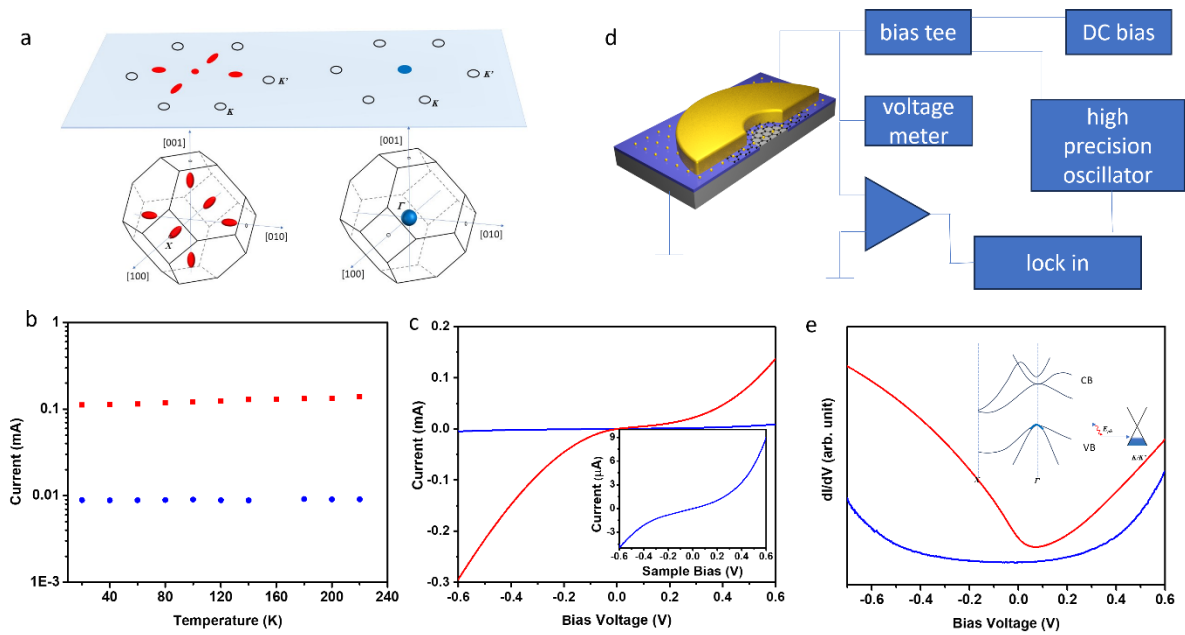 a
K'
K
K'
K
[001]
[001]
X
Γ
[010]
[010]
[100]
[100]
d
bias tee
DC bias
voltage
meter
high
precision
oscillator
lock in
b
1
0.1
0.01
1E-3
Current (mA)
40
80
120
160
200
240
Temperature (K)
c
0.2
0.1
0.0
-0.1
-0.2
-0.3
Current (mA)
-0.6
-0.4
-0.2
0.0
0.2
0.4
0.6
Bias Voltage (V)
9
6
3
0
-3
Current (μA)
-0.6
-0.4
-0.2
0.0
0.2
0.4
0.6
Sample Bias (V)
e
dI/dV (arb. unit)
CB
VB
X
Γ
K/K'
-0.6
-0.4
-0.2
0.0
0.2
0.4
0.6
Bias Voltage (V)